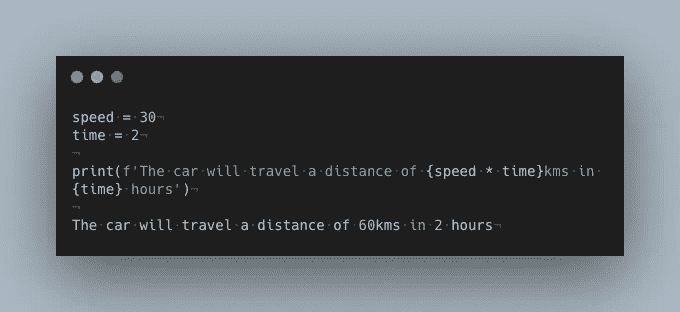 speed = 30
time = 2
print(f'The car will travel a distance of {speed * time}kms in
{time} hours')
The car will travel a distance of 60kms in 2 hours